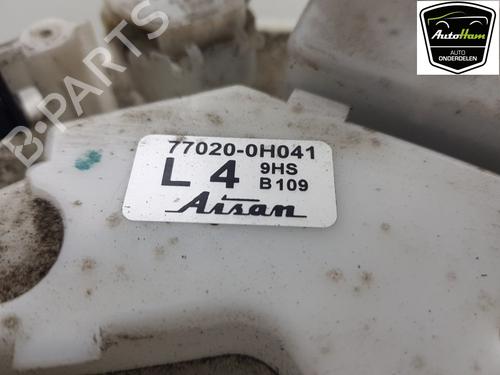 AutoHam
AUTO
ONDERDELEN
B-PARTS
77020-0H041
L 4 9HS
B109
Aisan